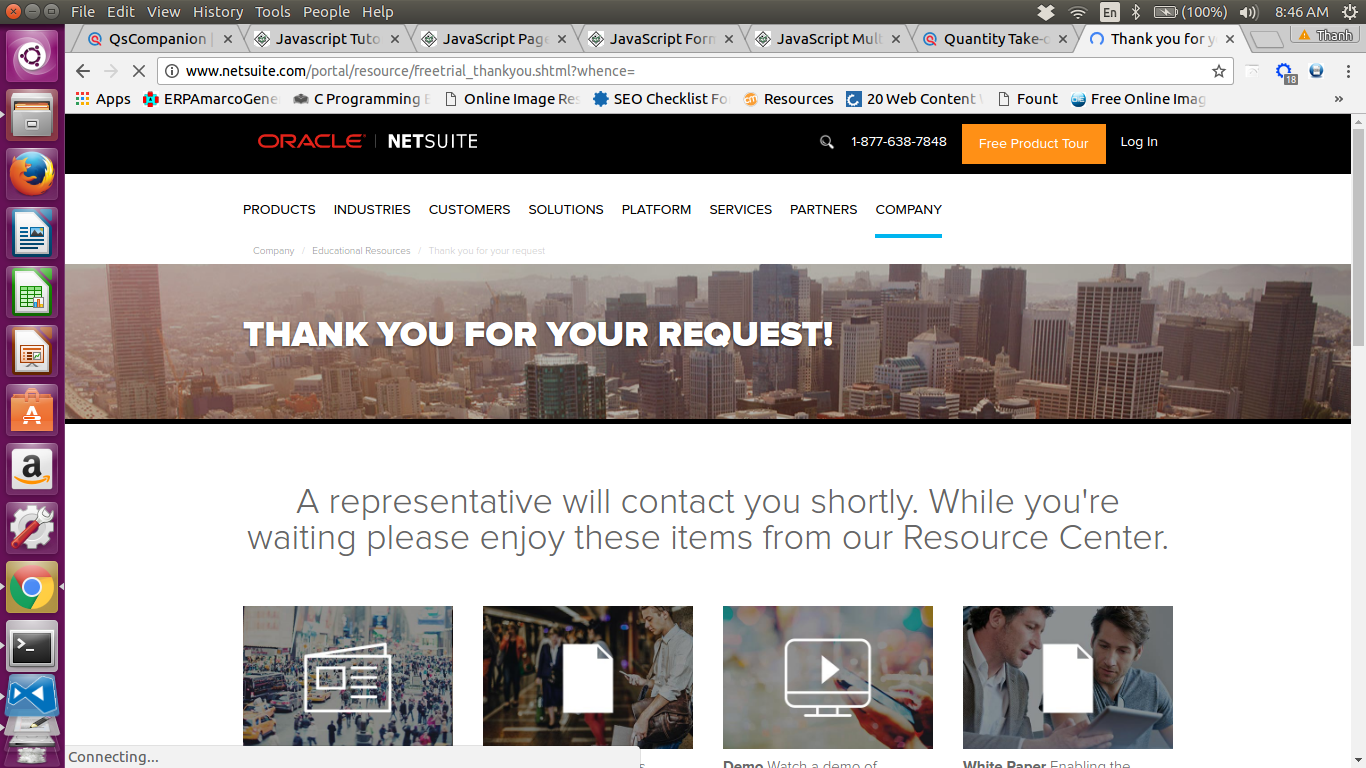 File Edit View History Tools People Help
En (100%) 8:46 AM
QsCompanion | Javascript Tuto JavaScript Page JavaScript Form JavaScript Mult Quantity Take-o Thank you for y Thanh
www.netsuite.com/portal/resource/freetrial_thankyou.shtml?whence= 18
Apps ERPAmarcoGene C Programming Online Image Res SEO Checklist Fo Resources 20 Web Content Fount Free Online Imag »
ORACLE | NETSUITE 1-877-638-7848 Free Product Tour Log In
PRODUCTS INDUSTRIES CUSTOMERS SOLUTIONS PLATFORM SERVICES PARTNERS COMPANY
Company / Educational Resources / Thank you for your request
THANK YOU FOR YOUR REQUEST!
A representative will contact you shortly. While you're
waiting please enjoy these items from our Resource Center.
Demo Watch a demo of White Paper Enabling the
Connecting...